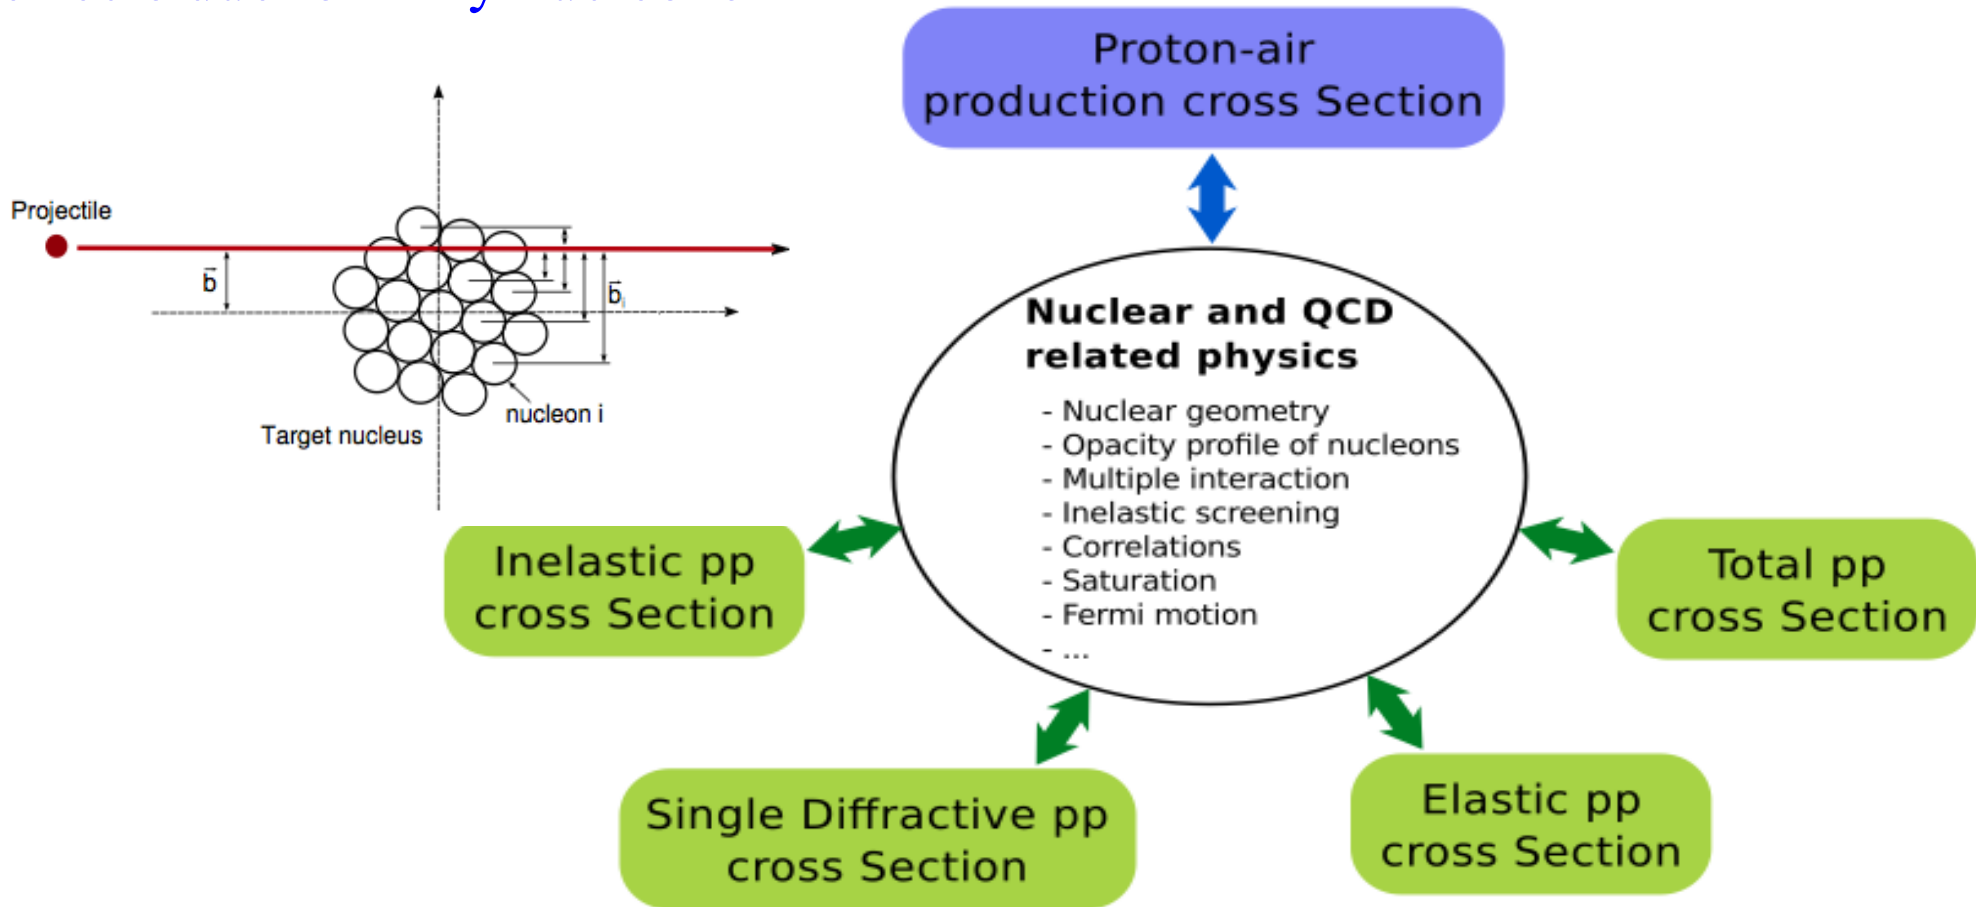 Proton-air
production cross Section
Projectile
b
b
i
nucleon i
Target nucleus
Nuclear and QCD
related physics
- Nuclear geometry
- Opacity profile of nucleons
- Multiple interaction
- Inelastic screening
- Correlations
- Saturation
- Fermi motion
- ...
Inelastic pp
cross Section
Total pp
cross Section
Single Diffractive pp
cross Section
Elastic pp
cross Section